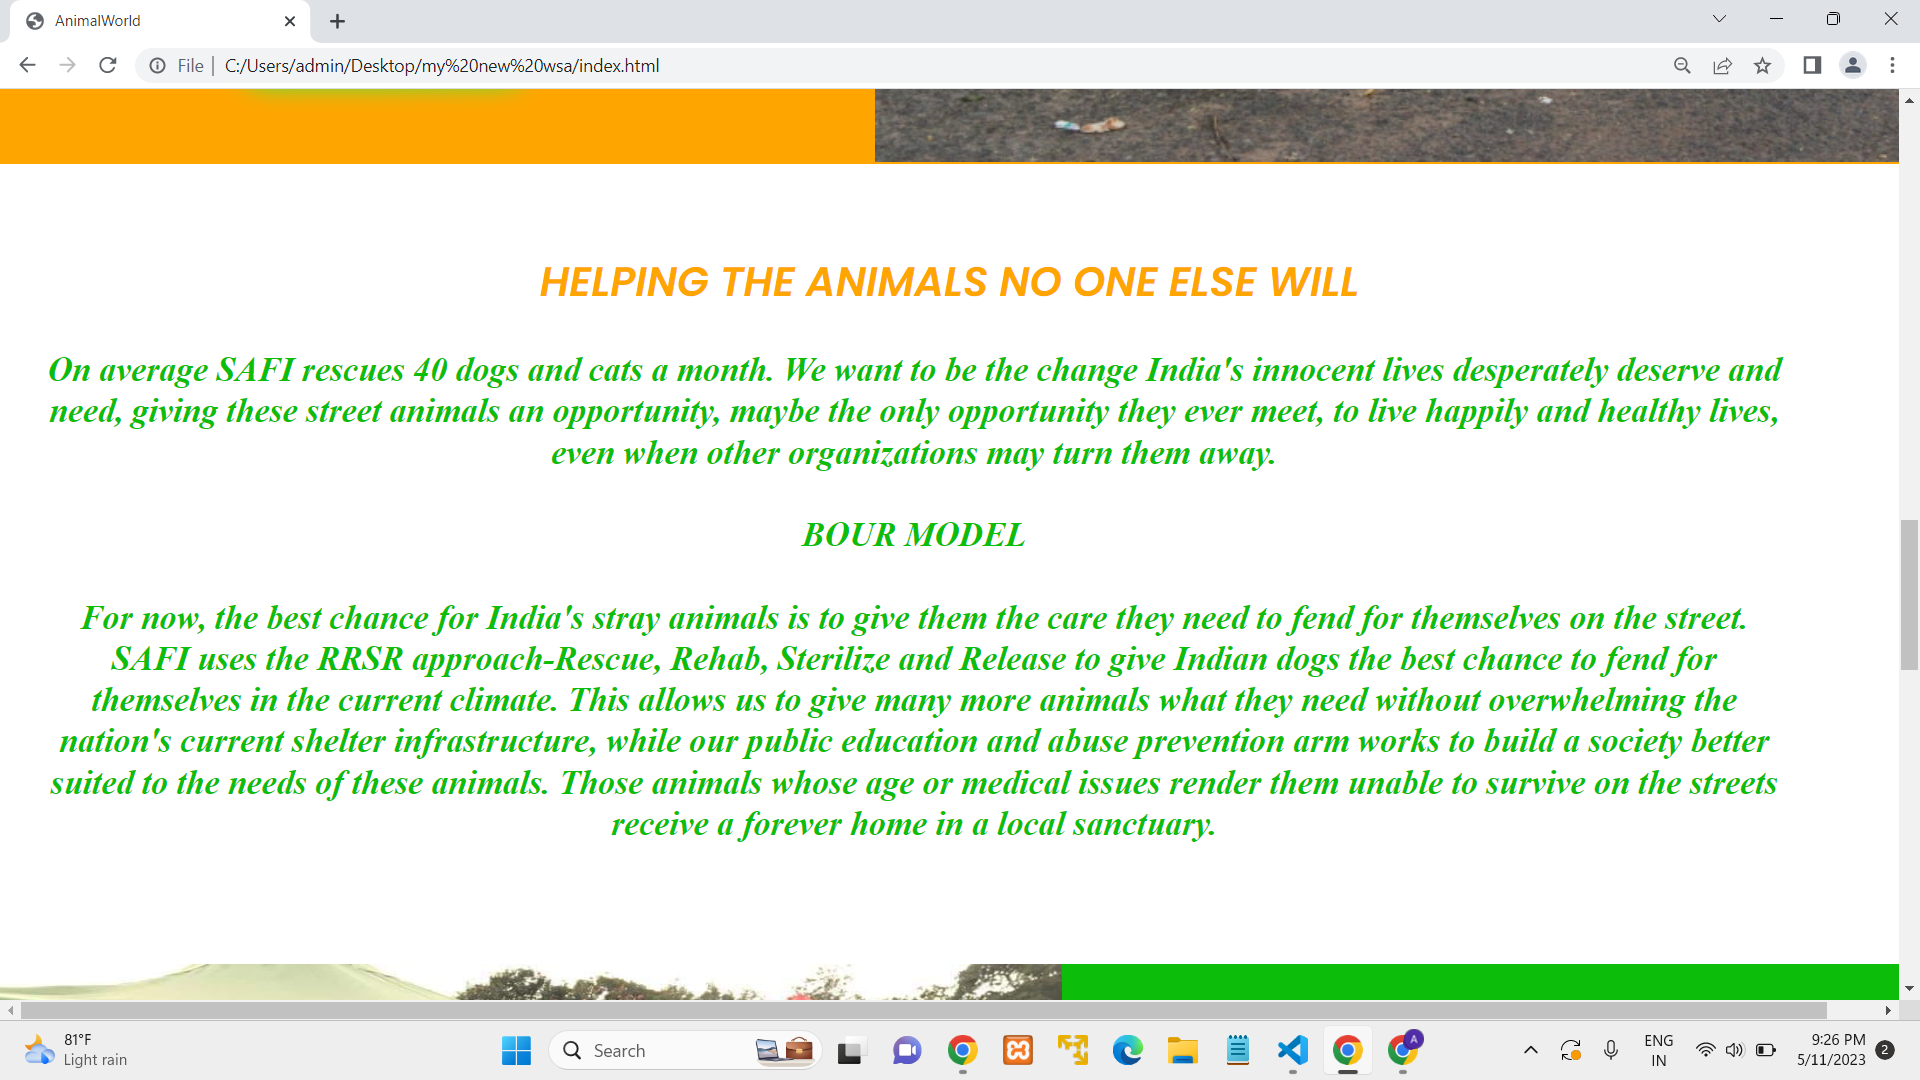 AnimalWorld
File
C:/Users/admin/Desktop/my%20new%20wsa/index.html
HELPING THE ANIMALS NO ONE ELSE WILL
On average SAFI rescues 40 dogs and cats a month. We want to be the change India's innocent lives desperately deserve and
need, giving these street animals an opportunity, maybe the only opportunity they ever meet, to live happily and healthy lives,
even when other organizations may turn them away.
BOUR MODEL
For now, the best chance for India's stray animals is to give them the care they need to fend for themselves on the street.
SAFI uses the RRSR approach-Rescue, Rehab, Sterilize and Release to give Indian dogs the best chance to fend for
themselves in the current climate. This allows us to give many more animals what they need without overwhelming the
nation's current shelter infrastructure, while our public education and abuse prevention arm works to build a society better
suited to the needs of these animals. Those animals whose age or medical issues render them unable to survive on the streets
receive a forever home in a local sanctuary.
81°F
Light rain
Search
A
ENG
IN
9:26 PM
5/11/2023
2